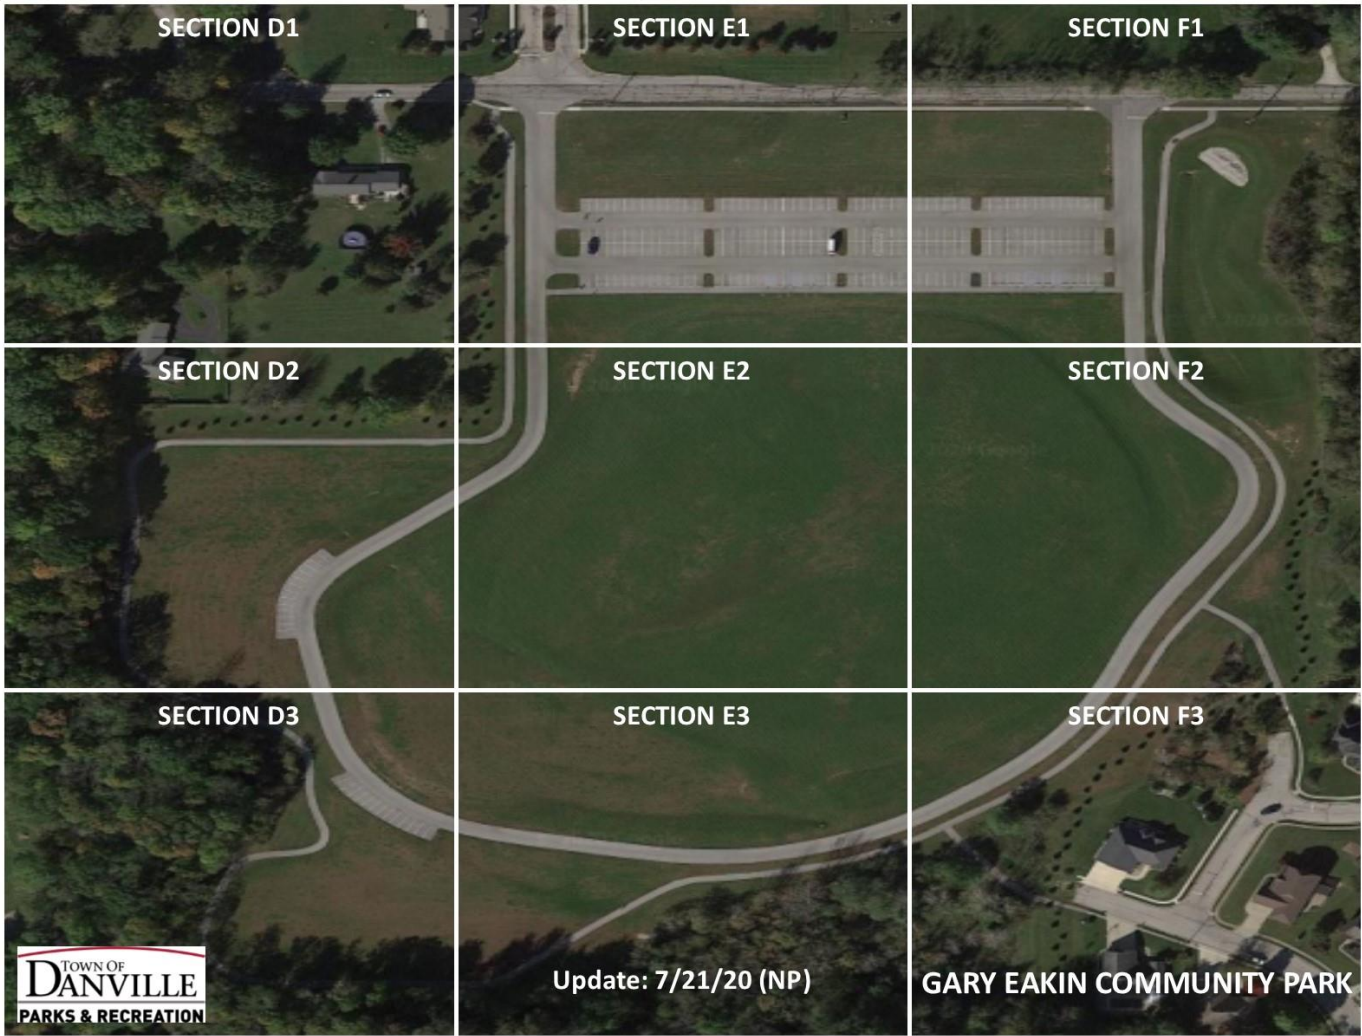 SECTION D1
SECTION E1
SECTION F1
SECTION D2
SECTION E2
SECTION F2
SECTION D3
SECTION E3
SECTION F3
TOWN OF
DANVILLE
PARKS & RECREATION
Update: 7/21/20 (NP)
GARY EAKIN COMMUNITY PARK